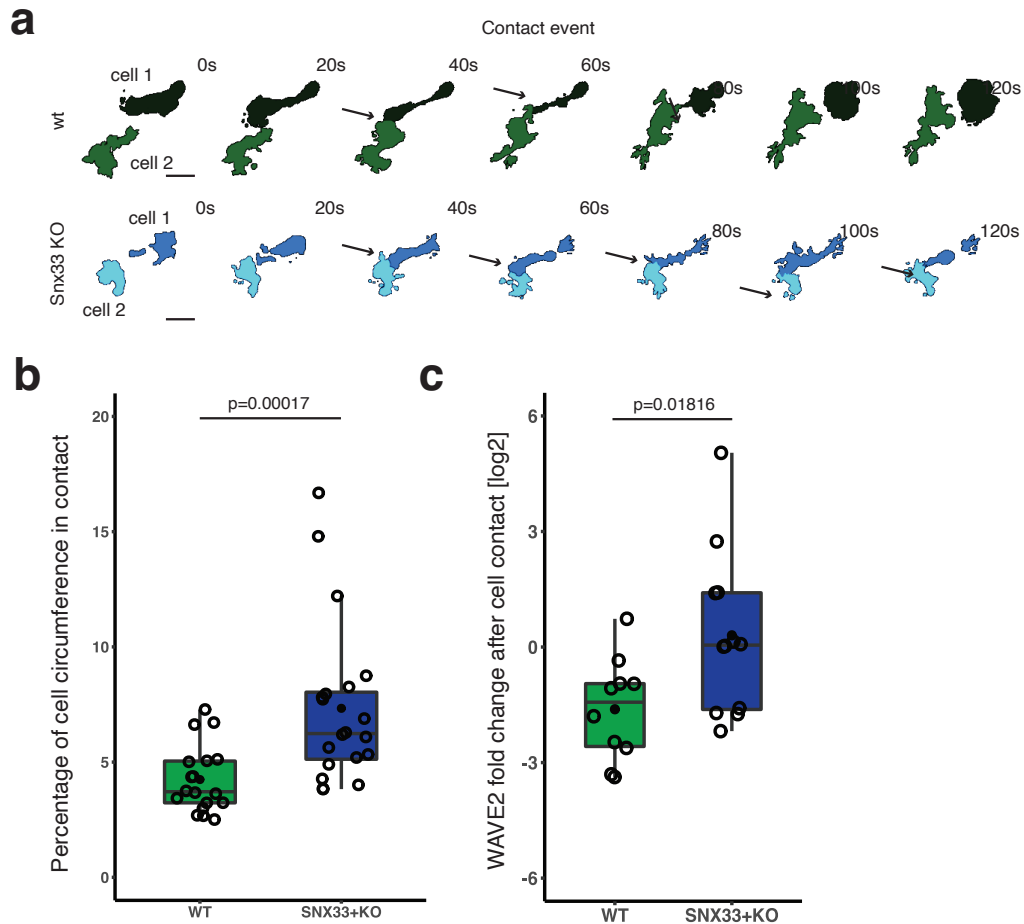 a
Contact event
wt
cell 1
0s
20s
40s
60s
cell 2
Snx33 KO
cell 1
0s
20s
40s
60s
80s
100s
120s
cell 2
b
Percentage of cell circumference in contact
p=0.00017
20
15
10
5
0
WT
SNX33+KO
c
WAVE2 fold change after cell contact [log2]
p=0.01816
6
3
0
-3
-6
WT
SNX33+KO